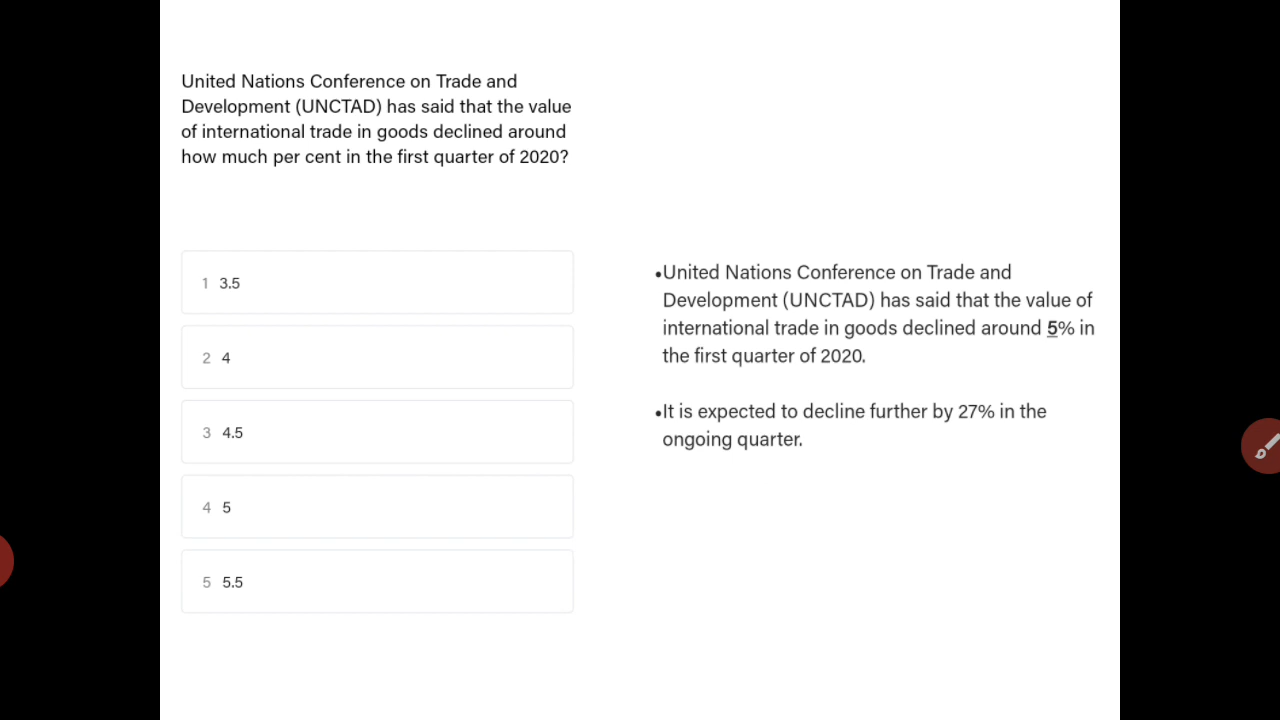 United Nations Conference on Trade and
Development (UNCTAD) has said that the value
of international trade in goods declined around
how much per cent in the first quarter of 2020?
1 3.5
2 4
3 4.5
4 5
5 5.5
•United Nations Conference on Trade and
Development (UNCTAD) has said that the value of
international trade in goods declined around 5% in
the first quarter of 2020.
•It is expected to decline further by 27% in the
ongoing quarter.